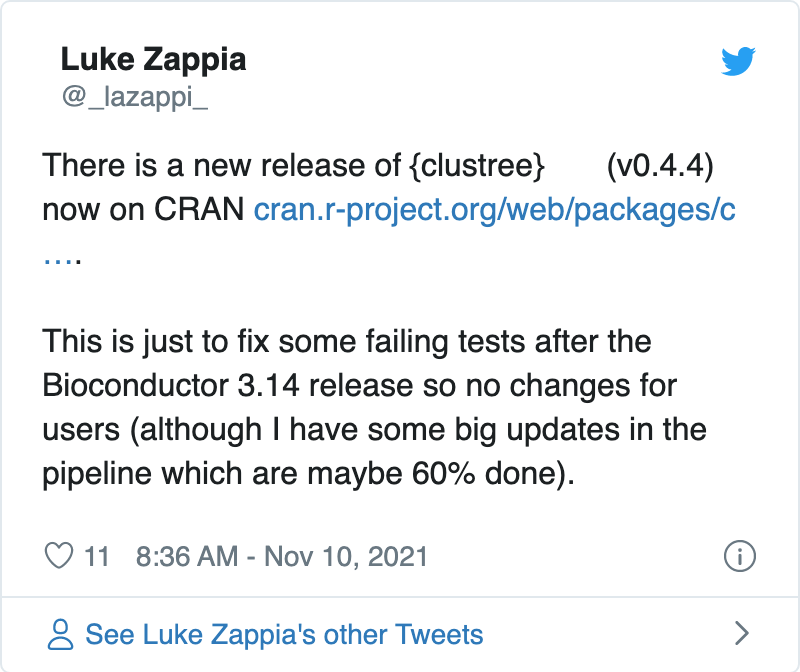 Luke Zappia
@_lazappi_
There is a new release of {clustree} (v0.4.4)
now on CRAN cran.r-project.org/web/packages/c
….
This is just to fix some failing tests after the
Bioconductor 3.14 release so no changes for
users (although I have some big updates in the
pipeline which are maybe 60% done).
11 8:36 AM - Nov 10, 2021
See Luke Zappia's other Tweets